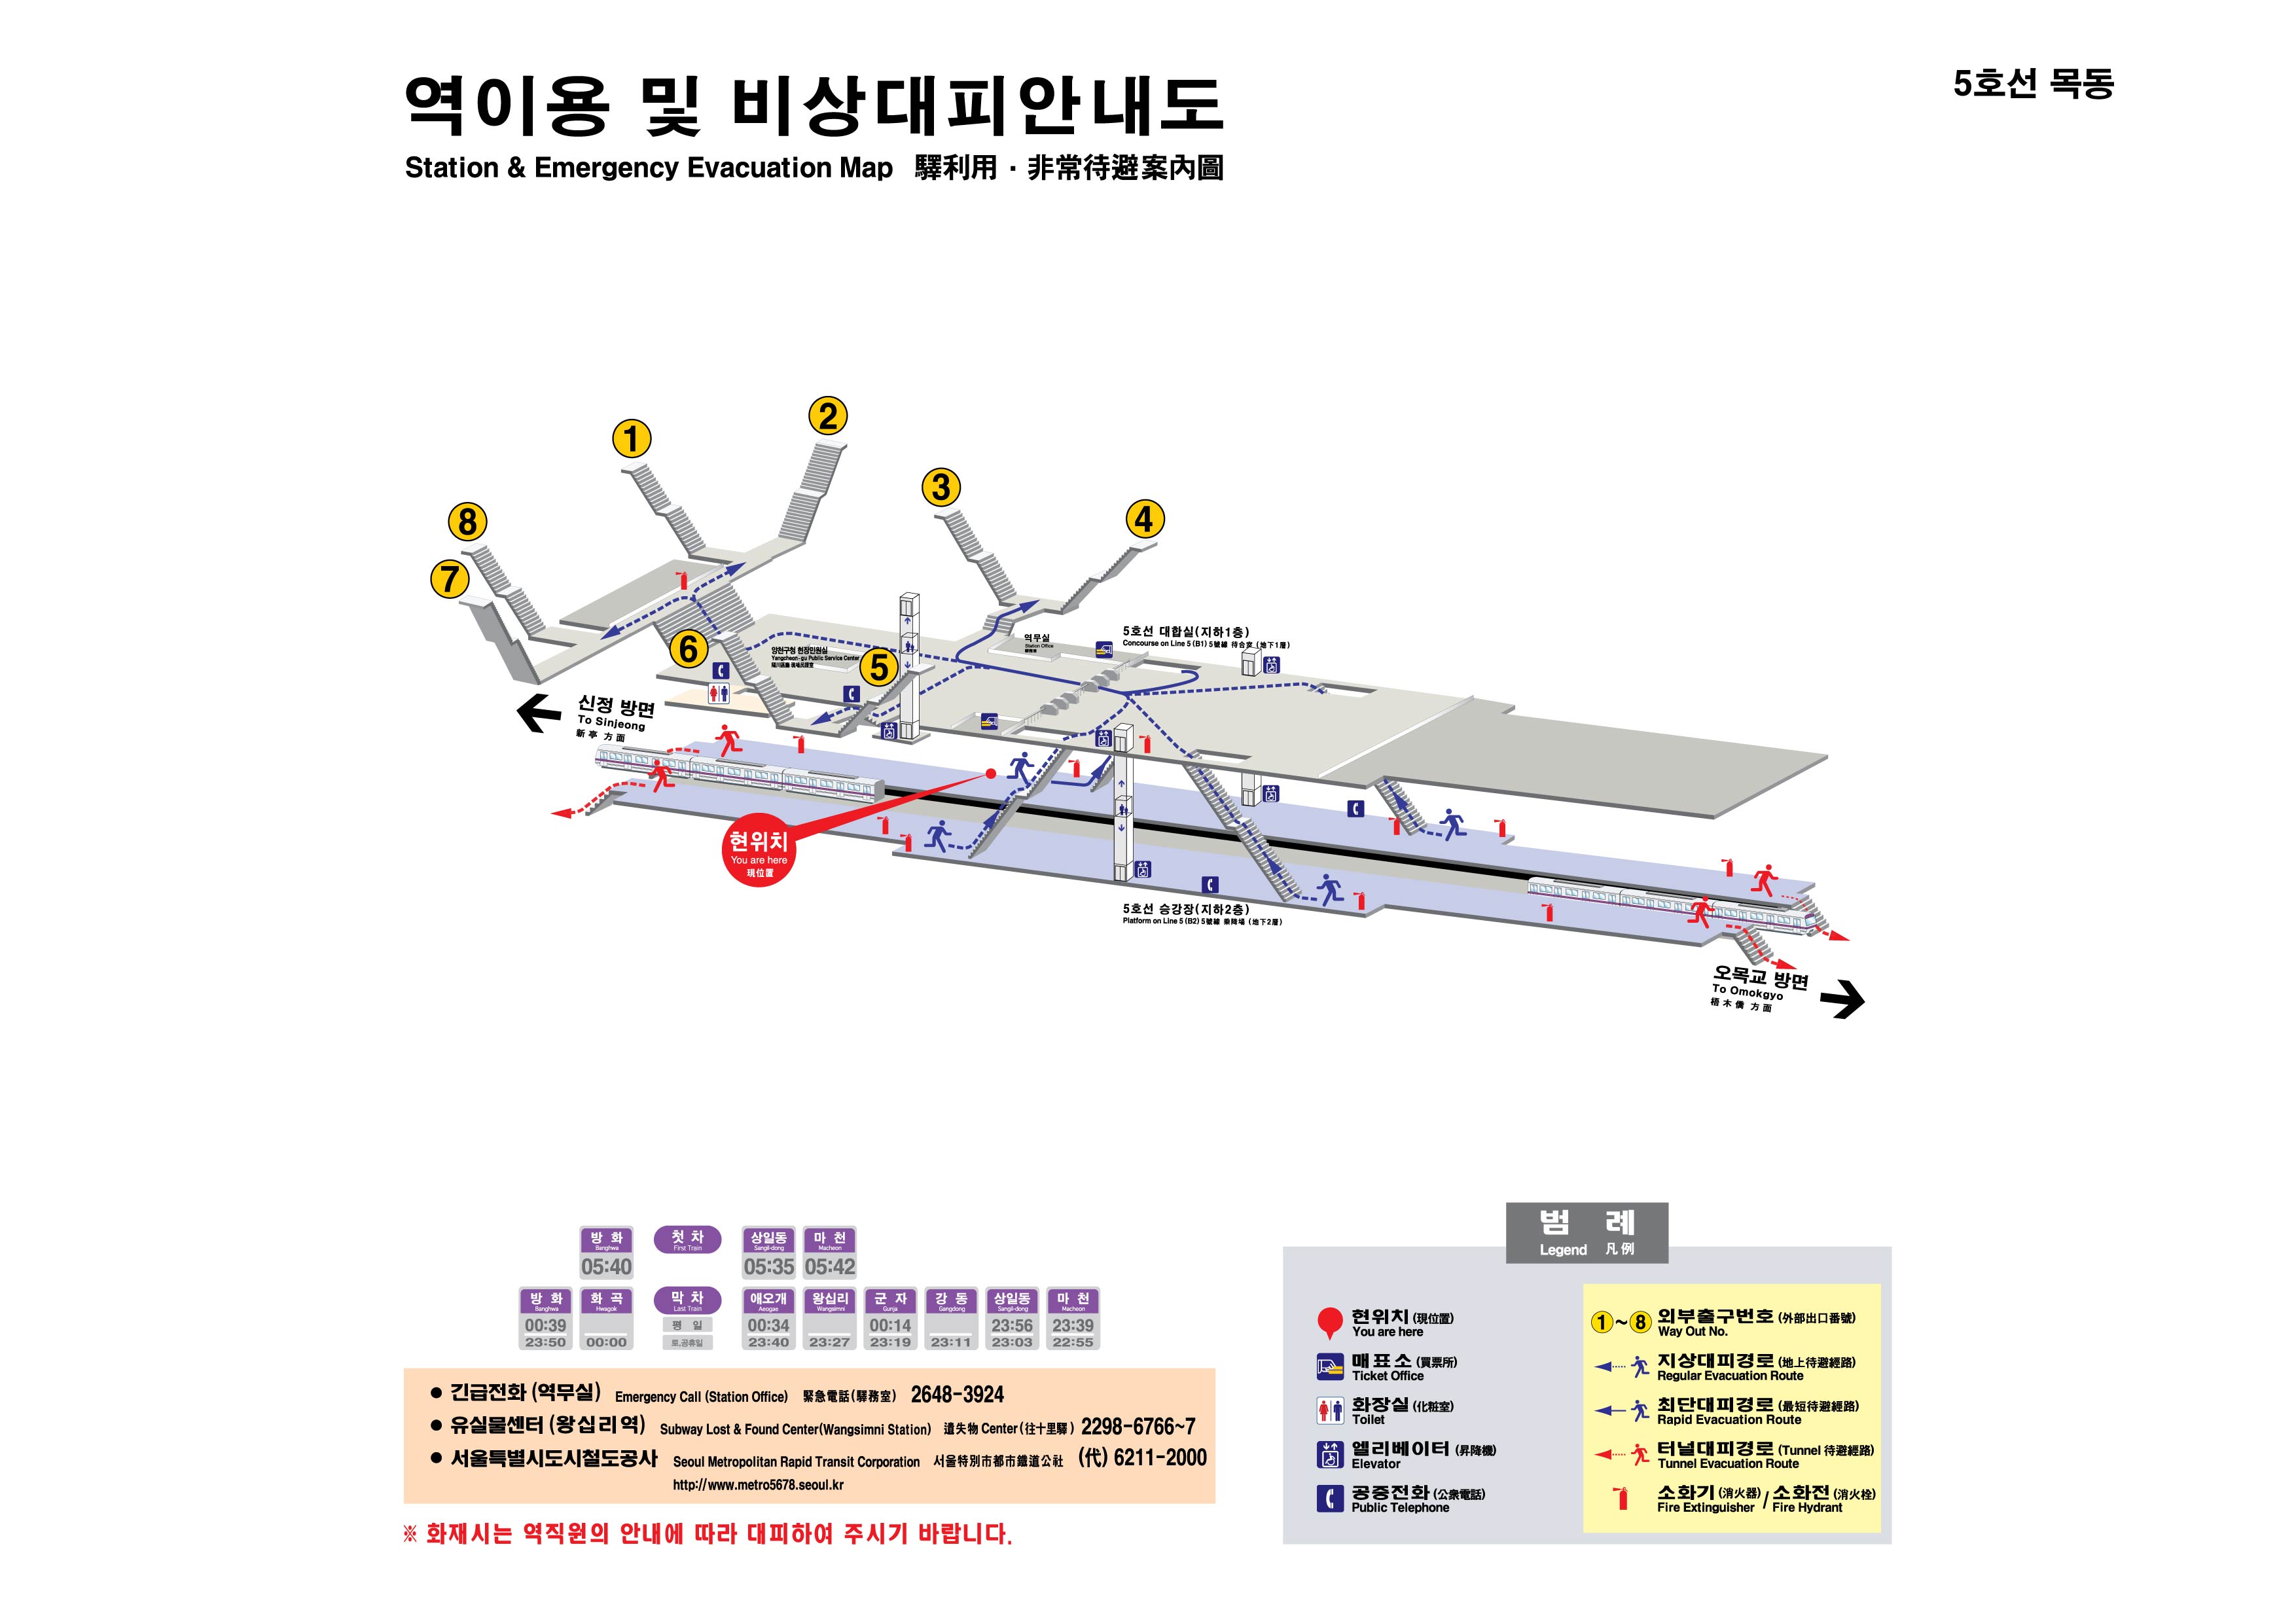 역이용 및 비상대피안내도
Station & Emergency Evacuation Map 驛利用 · 非常待避案內圖
5호선 목동
1
2
3
4
8
7
6
5
역무실
Station Office
驛務室
5호선 대합실(지하1층)
Concourse on Line 5 (B1) 5號線 待合室 (地下1層)
양천구청 현장민원실
Yangcheon-gu Public Service Center
陽川區廳 現場民願室
신정 방면
To Sinjeong
新亭 方面
현위치
You are here
現位置
5호선 승강장(지하2층)
Platform on Line 5 (B2) 5號線 乘降場 (地下2層)
오목교 방면
To Omokgyo
梧木僑 方面
방 화
Banghwa
05:40
첫 차
First Train
상일동
Sangil-dong
05:35
마 천
Macheon
05:42
방 화
Banghwa
00:39
23:50
화 곡
Hwagok
00:00
막 차
Last Train
평 일
토.공휴일
애오개
Aeogae
00:34
23:40
왕십리
Wangsimni
23:27
군 자
Gunja
00:14
23:19
강 동
Gangdong
23:11
상일동
Sangil-dong
23:56
23:03
마 천
Macheon
23:39
22:55
● 긴급전화 (역무실) Emergency Call (Station Office) 緊急電話(驛務室) 2648-3924
● 유실물센터 (왕십리역) Subway Lost & Found Center(Wangsimni Station) 遺失物 Center (往十里驛) 2298-6766~7
● 서울특별시도시철도공사 Seoul Metropolitan Rapid Transit Corporation 서울特別市都市鐵道公社 (代) 6211-2000
http://www.metro5678.seoul.kr
※ 화재시는 역직원의 안내에 따라 대피하여 주시기 바랍니다.
범 례
Legend 凡例
현위치 (現位置)
You are here
매표소 (買票所)
Ticket Office
화장실 (化粧室)
Toilet
엘리베이터 (昇降機)
Elevator
공중전화 (公衆電話)
Public Telephone
1 ~ 8 외부출구번호 (外部出口番號)
Way Out No.
지상대피경로 (地上待避經路)
Regular Evacuation Route
최단대피경로 (最短待避經路)
Rapid Evacuation Route
터널대피경로 (Tunnel 待避經路)
Tunnel Evacuation Route
소화기 (消火器) / 소화전 (消火栓)
Fire Extinguisher / Fire Hydrant